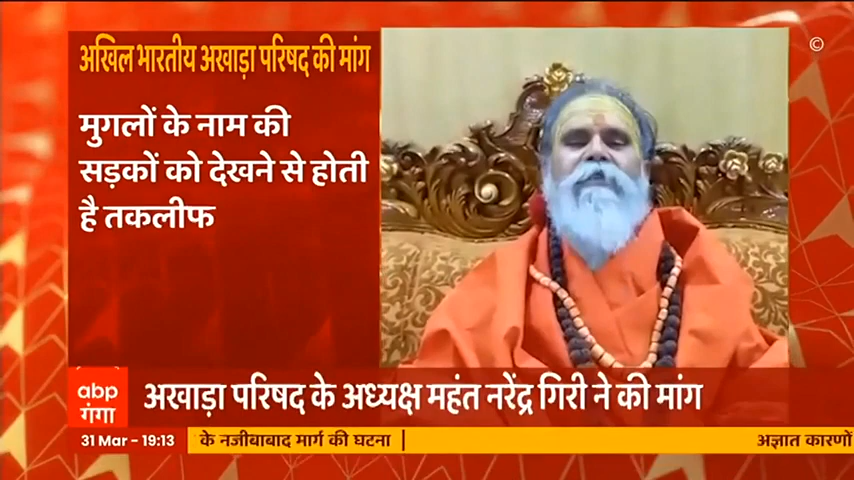 अखिल भारतीय अखाड़ा परिषद की मांग
©
मुगलों के नाम की
सड़कों को देखने से होती
है तकलीफ
abp
गंगा
अखाड़ा परिषद के अध्यक्ष महंत नरेंद्र गिरी ने की मांग
31 Mar - 19:13
के नजीबाबाद मार्ग की घटना
अज्ञात कारणों